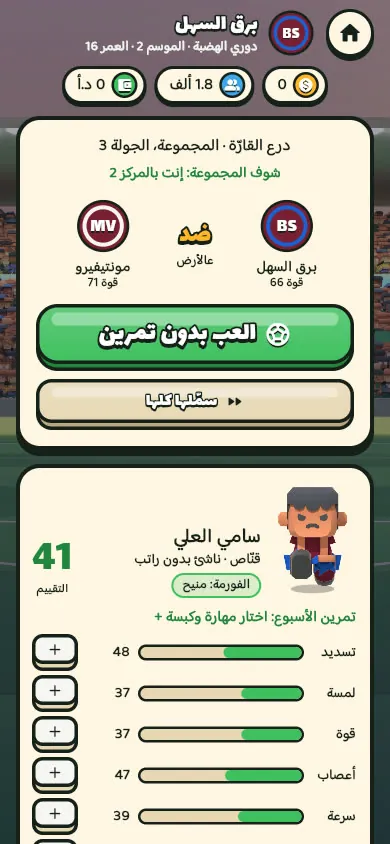 برق السهل
BS
دوري الهضبة · الموسم 2 · العمر 16
0
1.8 ألف
0 د.أ
درع القارّة · المجموعة، الجولة 3
شوف المجموعة: إنت بالمركز 2
BS
ضد
MV
عالأرض
برق السهل
مونتيفيرو
قوة 66
قوة 71
العب بدون تمرين
سمّلها كلها
سامي العلي
41
قنّاص · ناشئ بدون راتب
التقييم
الفورمة: منيح
تمرين الأسبوع: اختار مهارة وكبسة +
تسديد 48 +
لمسة 37 +
قوة 37 +
أعصاب 47 +
سرعة 39 +